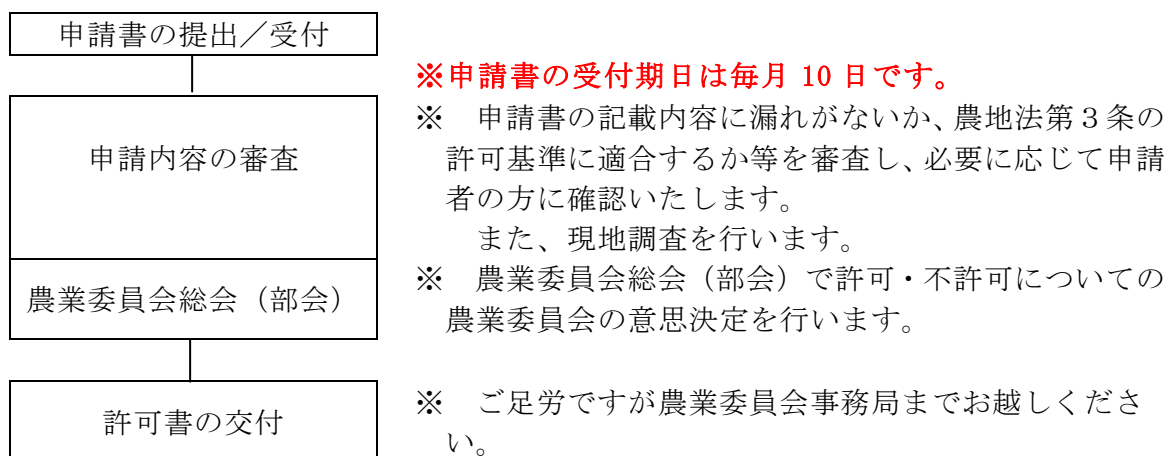 申請書の提出／受付
※申請書の受付期日は毎月 10 日です。
※　申請書の記載内容に漏れがないか、農地法第３条の
許可基準に適合するか等を審査し、必要に応じて申請
者の方に確認いたします。
また、現地調査を行います。
申請内容の審査
※　農業委員会総会（部会）で許可・不許可についての
農業委員会の意思決定を行います。
農業委員会総会（部会）
※　ご足労ですが農業委員会事務局までお越しくださ
い。
許可書の交付